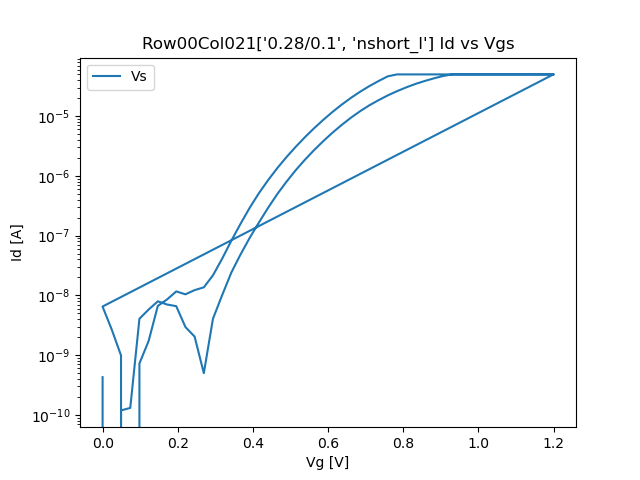 Row00Col021['0.28/0.1', 'nshort_l'] Id vs Vgs
Vs
10⁻⁵
10⁻⁶
10⁻⁷
10⁻⁸
10⁻⁹
10⁻¹⁰
Id [A]
0.0 0.2 0.4 0.6 0.8 1.0 1.2
Vg [V]